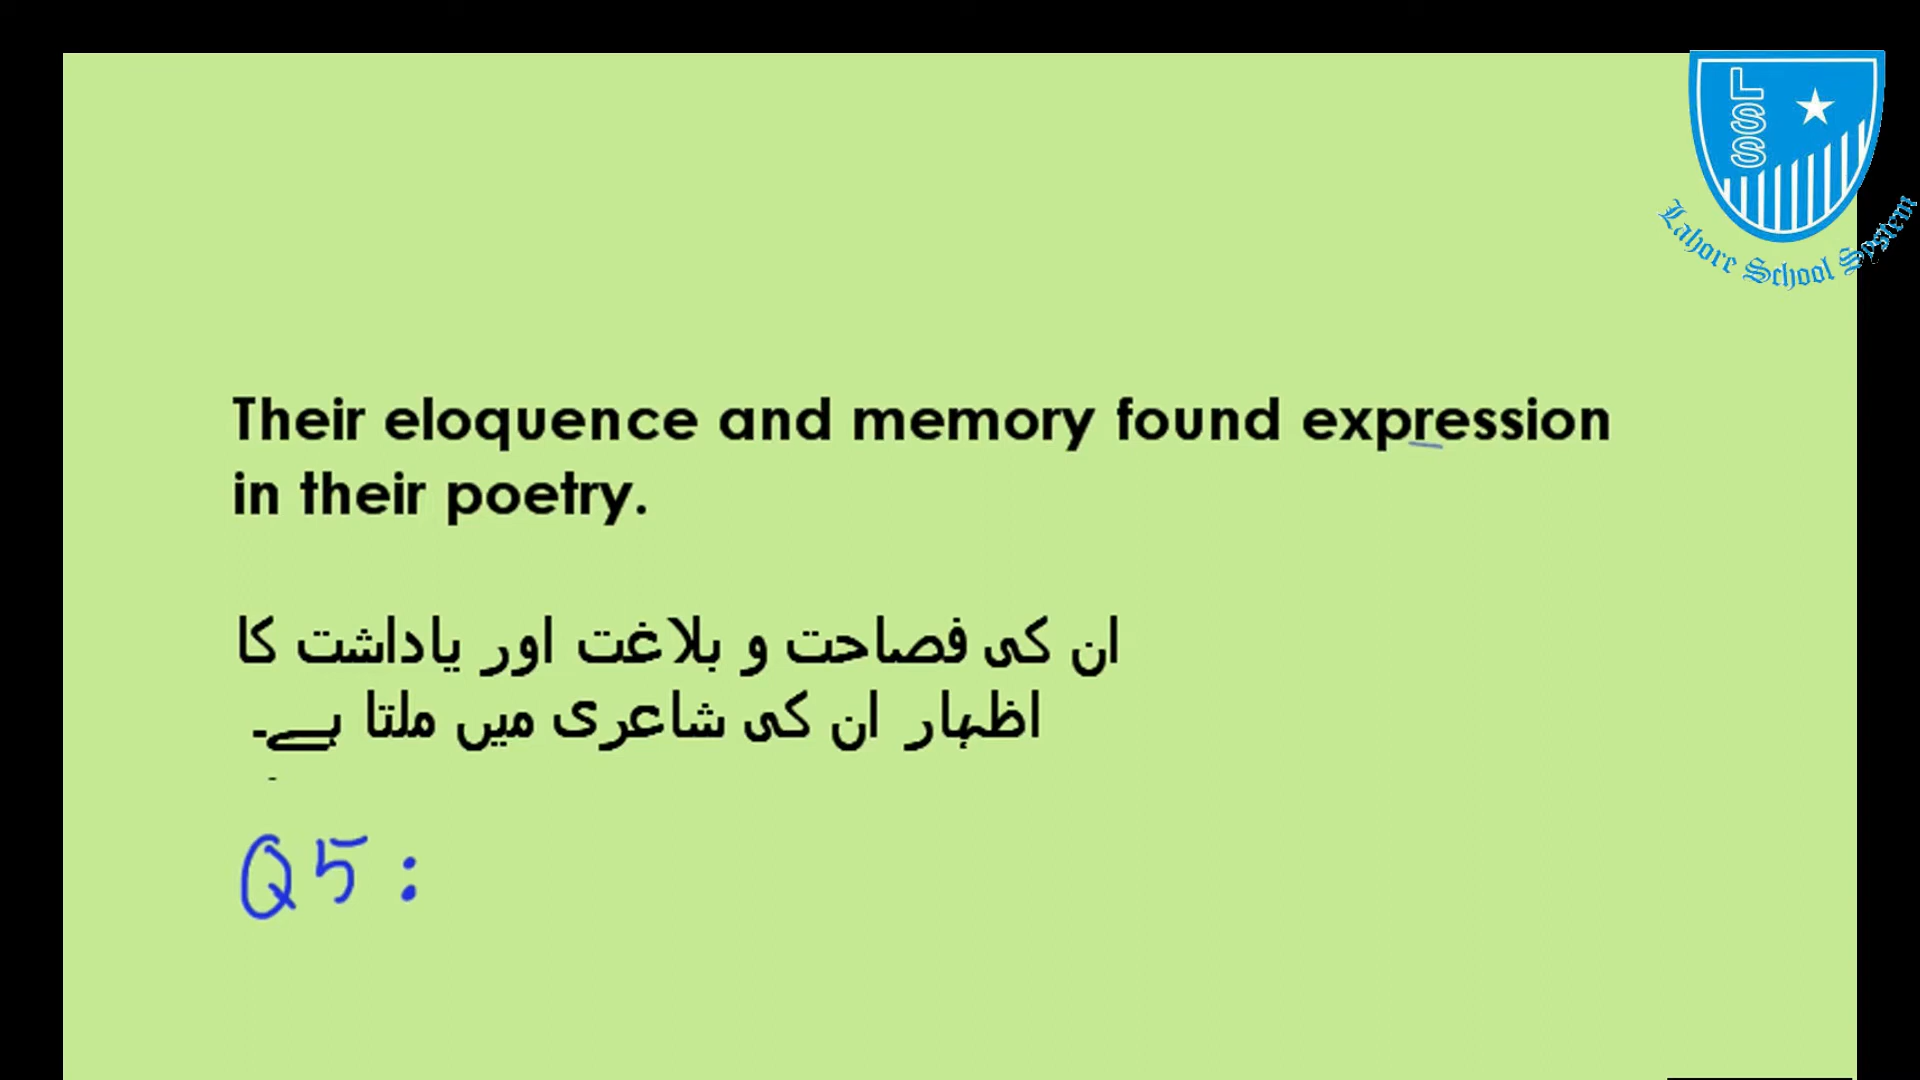 LSS
Lahore School System
Their eloquence and memory found expression
in their poetry.
ان کی فصاحت و بلاغت اور یاداشت کا
اظہار ان کی شاعری میں ملتا ہے۔
Q5: